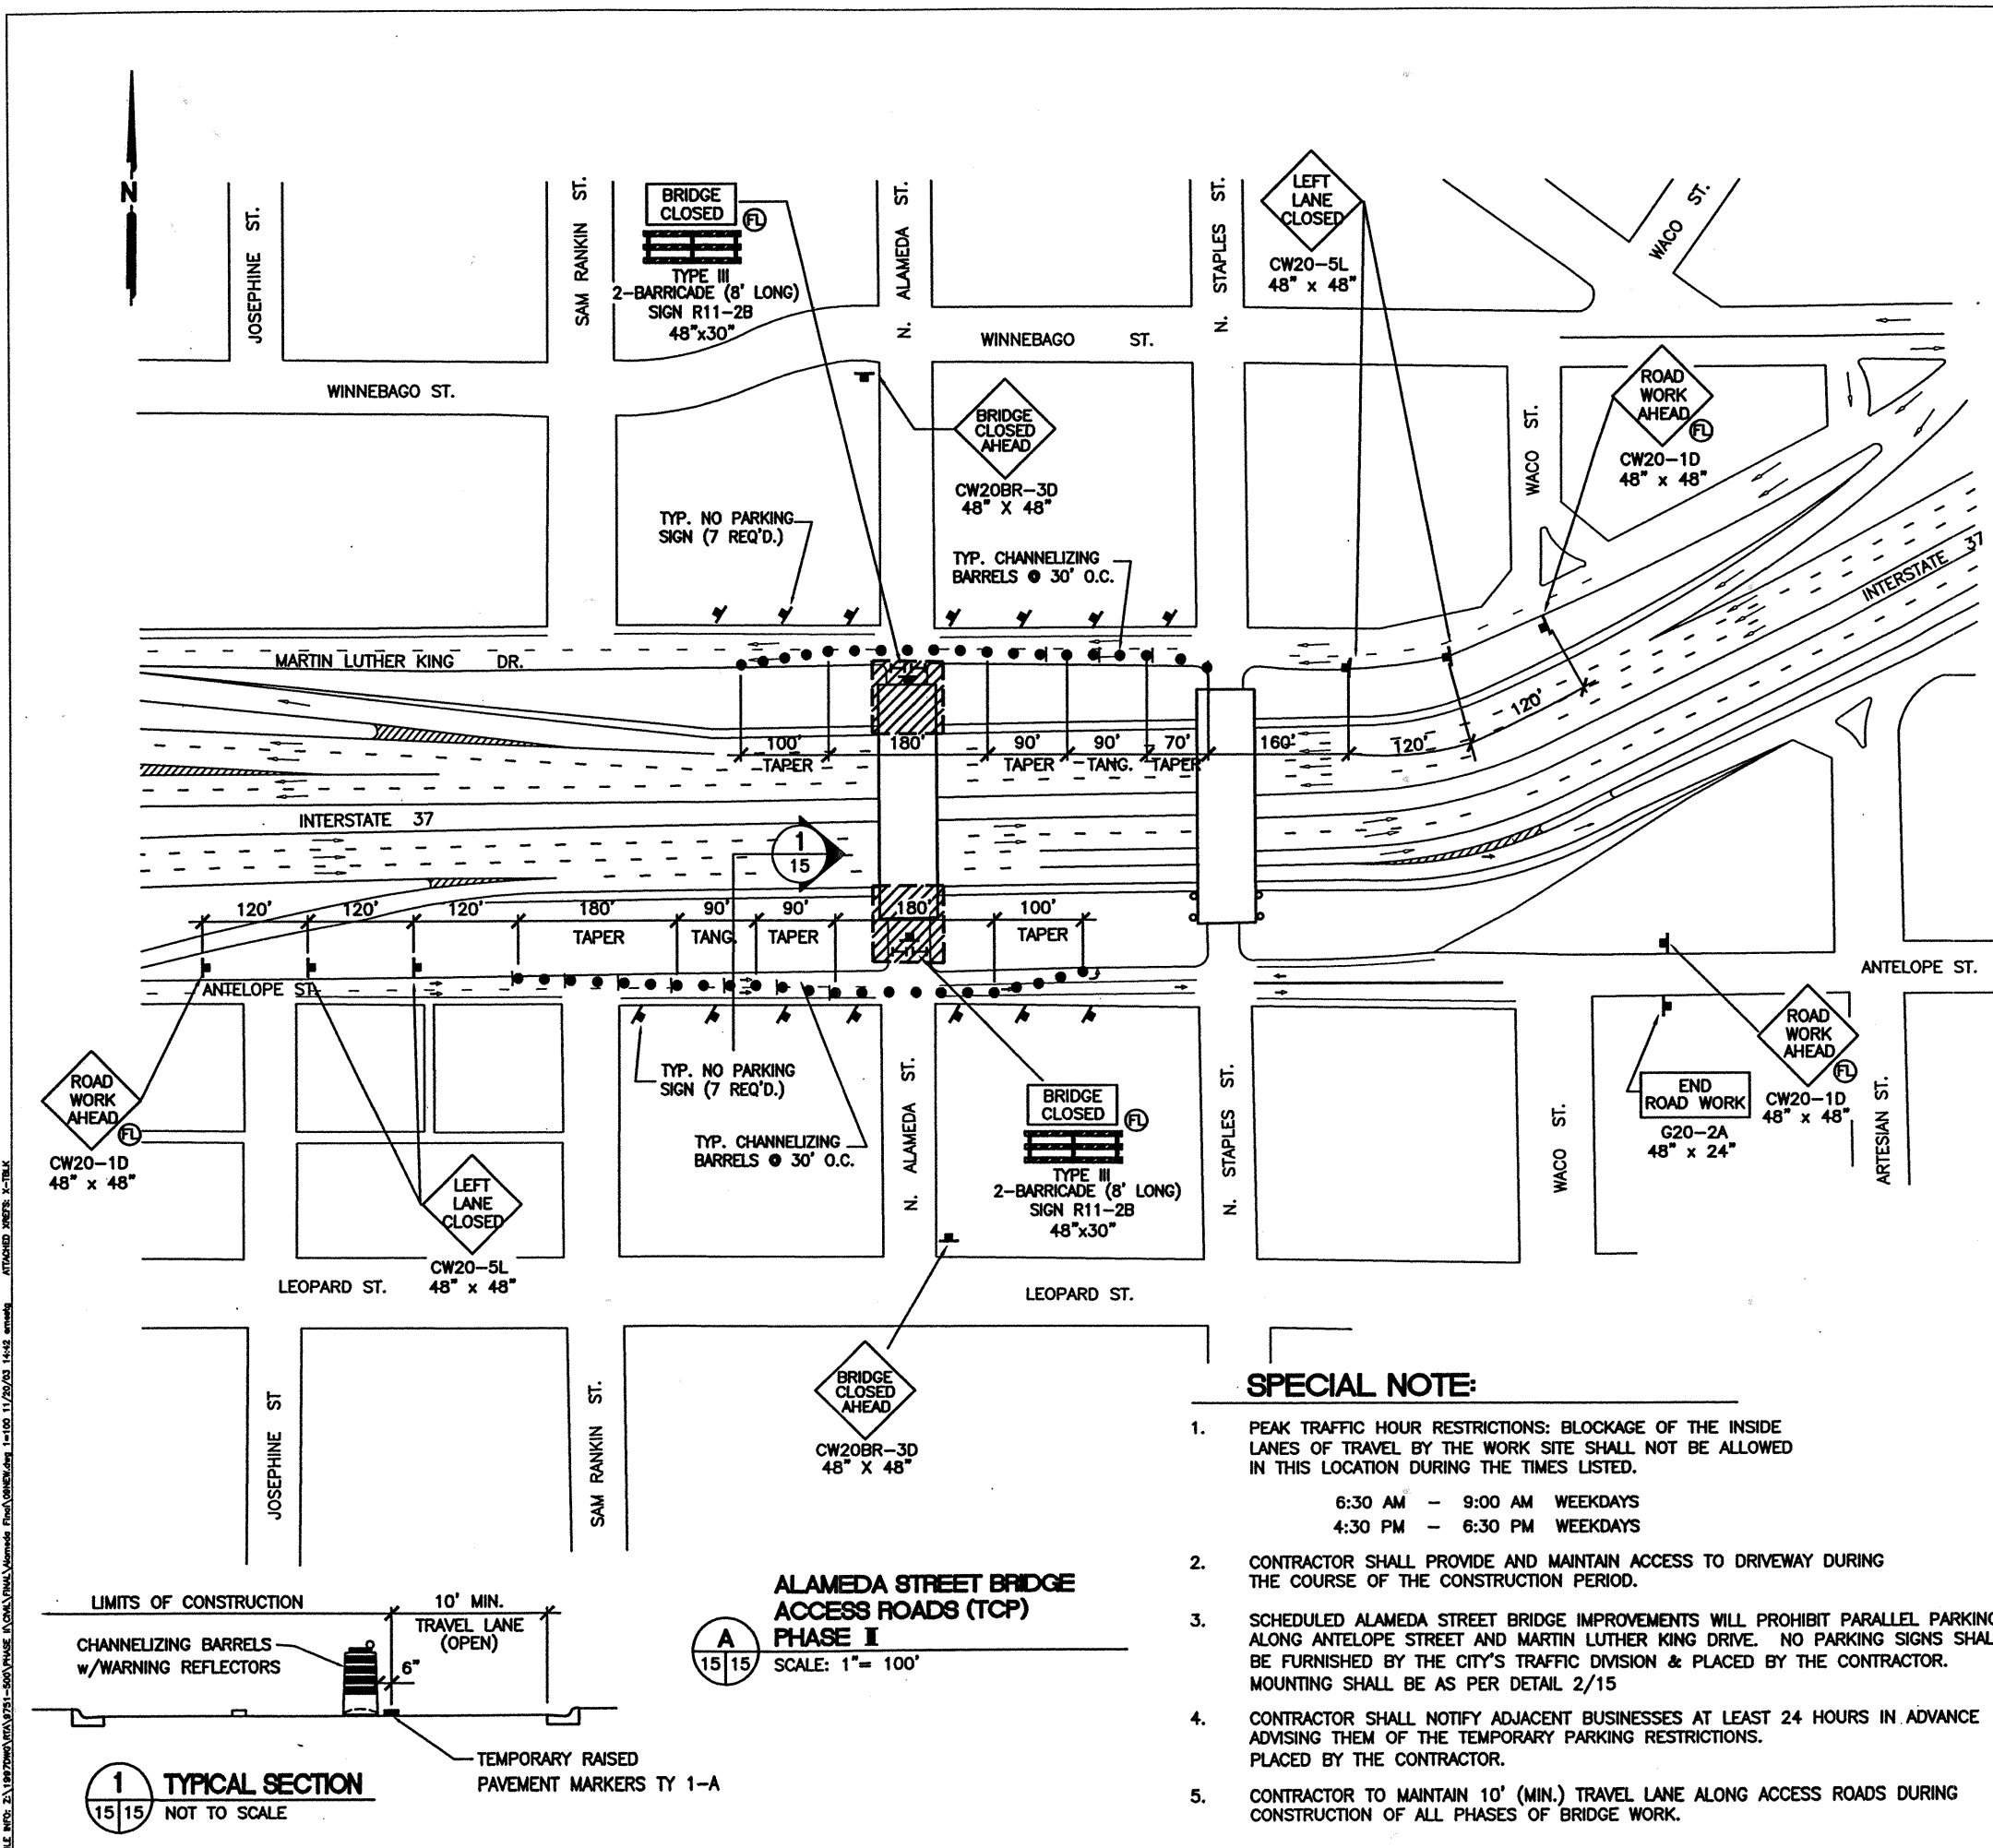 N
JOSEPHINE ST.
SAM RANKIN ST.
BRIDGE
CLOSED
FL
TYPE III
2-BARRICADE (8' LONG)
SIGN R11-2B
48"x30"
N. ALAMEDA ST.
N. STAPLES ST.
LEFT
LANE
CLOSED
CW20-5L
48" x 48"
WACO ST.
WINNEBAGO ST.
WINNEBAGO ST.
BRIDGE
CLOSED
AHEAD
CW20BR-3D
48" X 48"
ROAD
WORK
AHEAD
FL
CW20-1D
48" x 48"
WACO ST.
TYP. NO PARKING
SIGN (7 REQ'D.)
TYP. CHANNELIZING
BARRELS @ 30' O.C.
INTERSTATE 37
MARTIN LUTHER KING DR.
120'
100'
180'
90'
90'
70'
160'
120'
TAPER
TAPER
TANG.
TAPER
INTERSTATE 37
1
15
120'
120'
120'
180'
90'
90'
180'
100'
TAPER
TANG.
TAPER
TAPER
ANTELOPE ST.
ANTELOPE ST.
ROAD
WORK
AHEAD
FL
CW20-1D
48" x 48"
TYP. NO PARKING
SIGN (7 REQ'D.)
TYP. CHANNELIZING
BARRELS @ 30' O.C.
LEFT
LANE
CLOSED
CW20-5L
48" x 48"
N. ALAMEDA ST.
BRIDGE
CLOSED
FL
TYPE III
2-BARRICADE (8' LONG)
SIGN R11-2B
48"x30"
N. STAPLES ST.
WACO ST.
END
ROAD WORK
G20-2A
48" x 24"
ROAD
WORK
AHEAD
FL
CW20-1D
48" x 48"
ARTESIAN ST.
LEOPARD ST.
LEOPARD ST.
BRIDGE
CLOSED
AHEAD
CW20BR-3D
48" X 48"
JOSEPHINE ST
SAM RANKIN ST.
SPECIAL NOTE:
1. PEAK TRAFFIC HOUR RESTRICTIONS: BLOCKAGE OF THE INSIDE
LANES OF TRAVEL BY THE WORK SITE SHALL NOT BE ALLOWED
IN THIS LOCATION DURING THE TIMES LISTED.
6:30 AM - 9:00 AM WEEKDAYS
4:30 PM - 6:30 PM WEEKDAYS
2. CONTRACTOR SHALL PROVIDE AND MAINTAIN ACCESS TO DRIVEWAY DURING
THE COURSE OF THE CONSTRUCTION PERIOD.
3. SCHEDULED ALAMEDA STREET BRIDGE IMPROVEMENTS WILL PROHIBIT PARALLEL PARKING
ALONG ANTELOPE STREET AND MARTIN LUTHER KING DRIVE. NO PARKING SIGNS SHAL
BE FURNISHED BY THE CITY'S TRAFFIC DIVISION & PLACED BY THE CONTRACTOR.
MOUNTING SHALL BE AS PER DETAIL 2/15
4. CONTRACTOR SHALL NOTIFY ADJACENT BUSINESSES AT LEAST 24 HOURS IN ADVANCE
ADVISING THEM OF THE TEMPORARY PARKING RESTRICTIONS.
PLACED BY THE CONTRACTOR.
5. CONTRACTOR TO MAINTAIN 10' (MIN.) TRAVEL LANE ALONG ACCESS ROADS DURING
CONSTRUCTION OF ALL PHASES OF BRIDGE WORK.
LIMITS OF CONSTRUCTION
10' MIN.
TRAVEL LANE
(OPEN)
CHANNELIZING BARRELS
w/WARNING REFLECTORS
6"
TEMPORARY RAISED
PAVEMENT MARKERS TY 1-A
1
15 15
TYPICAL SECTION
NOT TO SCALE
A
15 15
ALAMEDA STREET BRIDGE
ACCESS ROADS (TCP)
PHASE II
SCALE: 1"= 100'
ATTACHED XREFS: X-TBLK